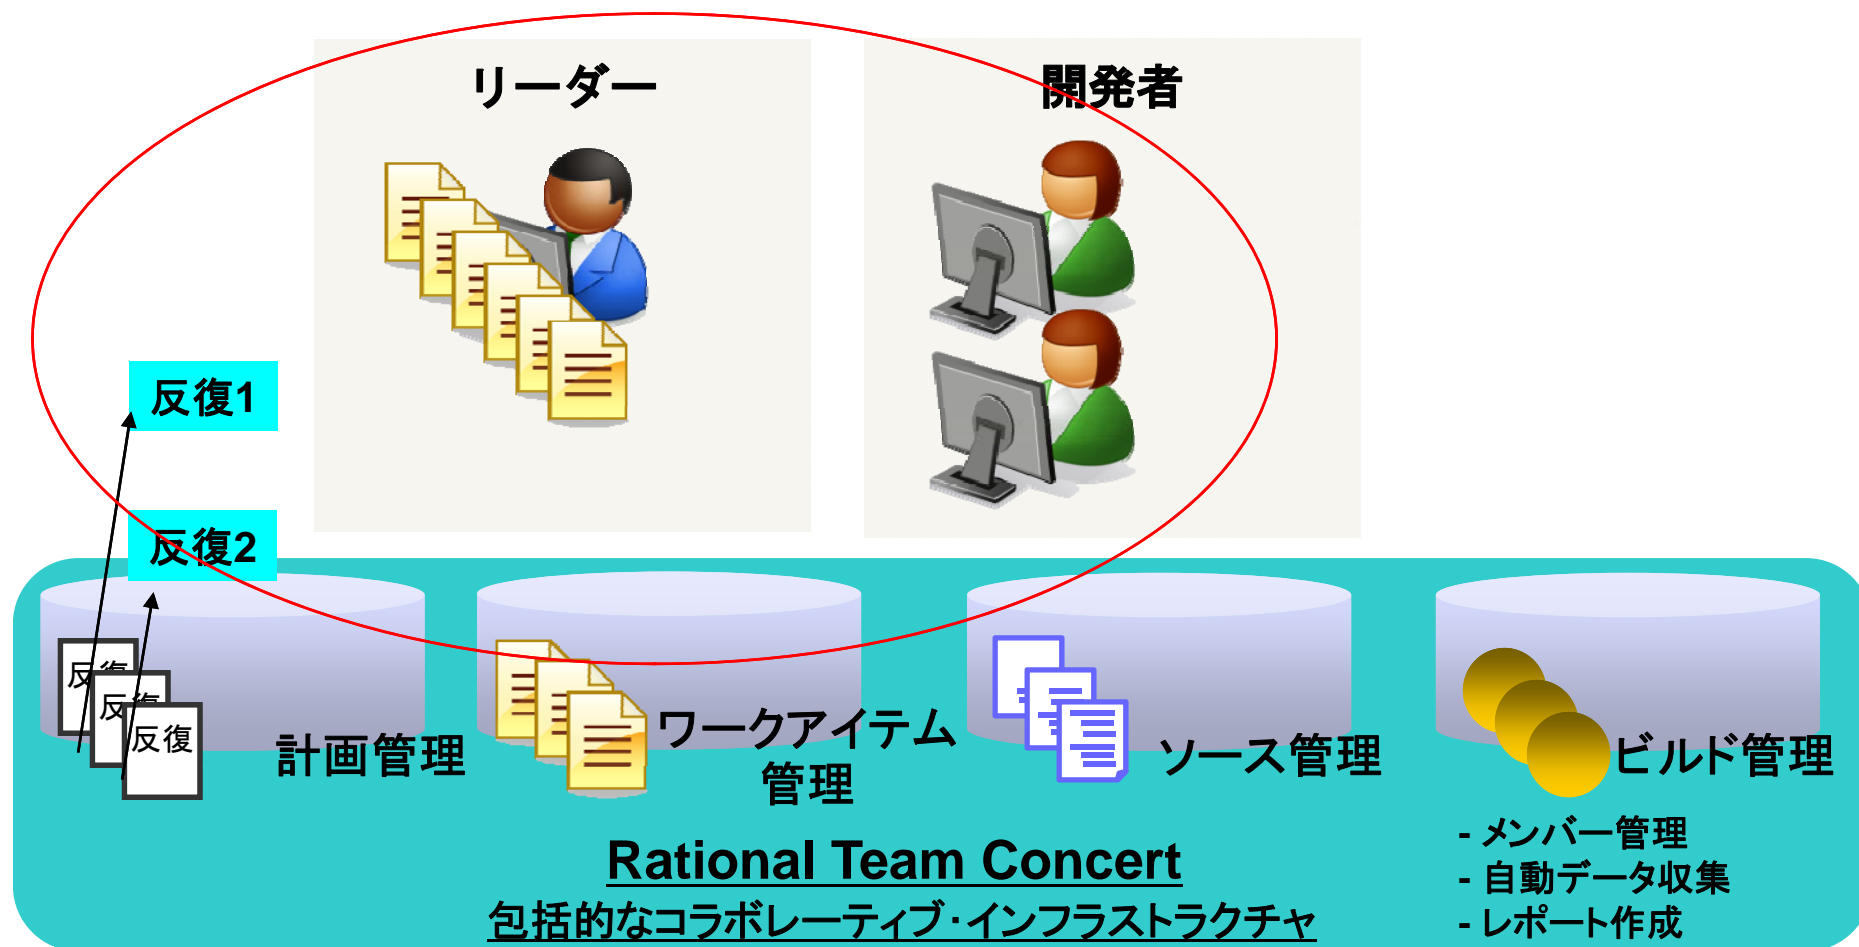 リーダー
開発者
反復1
反復2
反復
反復
反復
計画管理
ワークアイテム
管理
ソース管理
ビルド管理
- メンバー管理
- 自動データ収集
- レポート作成
Rational Team Concert
包括的なコラボレーティブ・インフラストラクチャ